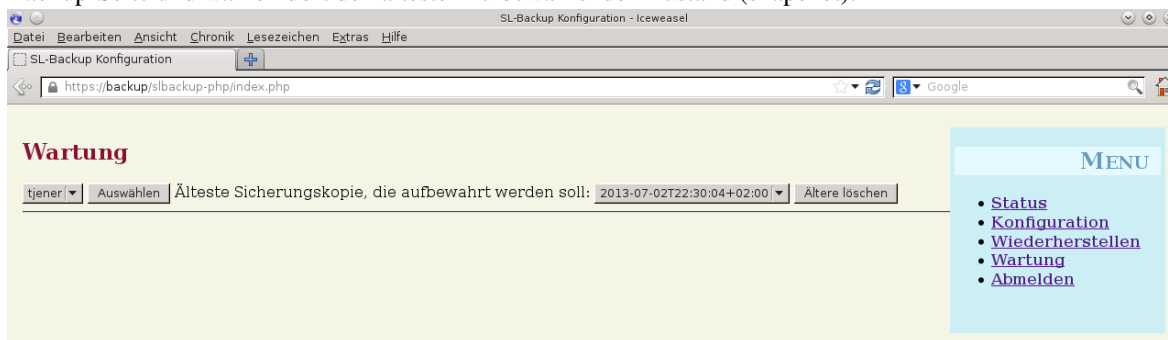 SL-Backup Konfiguration - Iceweasel
Datei Bearbeiten Ansicht Chronik Lesezeichen Extras Hilfe
SL-Backup Konfiguration
https://backup/slbackup-php/index.php
Google
Wartung
tjener Auswählen Älteste Sicherungskopie, die aufbewahrt werden soll: 2013-07-02T22:30:04+02:00 Ältere löschen
MENU
Status
Konfiguration
Wiederherstellen
Wartung
Abmelden